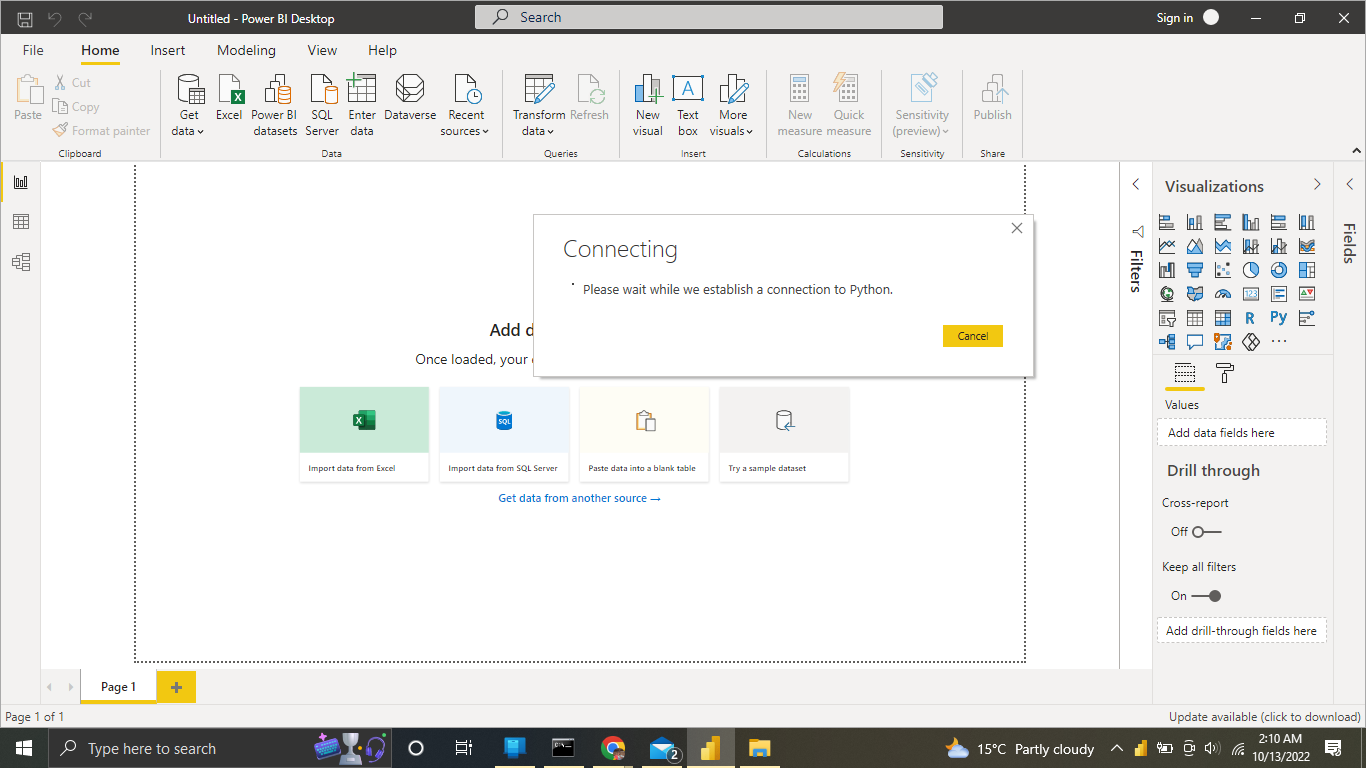 Untitled - Power BI Desktop
Search
Sign in
File Home Insert Modeling View Help
Paste
Cut
Copy
Format painter
Clipboard
Get data
Excel
Power BI datasets
SQL Server
Enter data
Dataverse
Recent sources
Data
Transform data
Refresh
Queries
New visual
Text box
More visuals
Insert
New measure
Quick measure
Calculations
Sensitivity (preview)
Sensitivity
Publish
Share
Connecting
Please wait while we establish a connection to Python.
Cancel
Add d
Once loaded, your
Import data from Excel
Import data from SQL Server
Paste data into a blank table
Try a sample dataset
Get data from another source →
Filters
Visualizations
R Py
Values
Add data fields here
Drill through
Cross-report
Off
Keep all filters
On
Add drill-through fields here
Fields
Page 1
Page 1 of 1
Update available (click to download)
Type here to search
2
15°C Partly cloudy
2:10 AM
10/13/2022